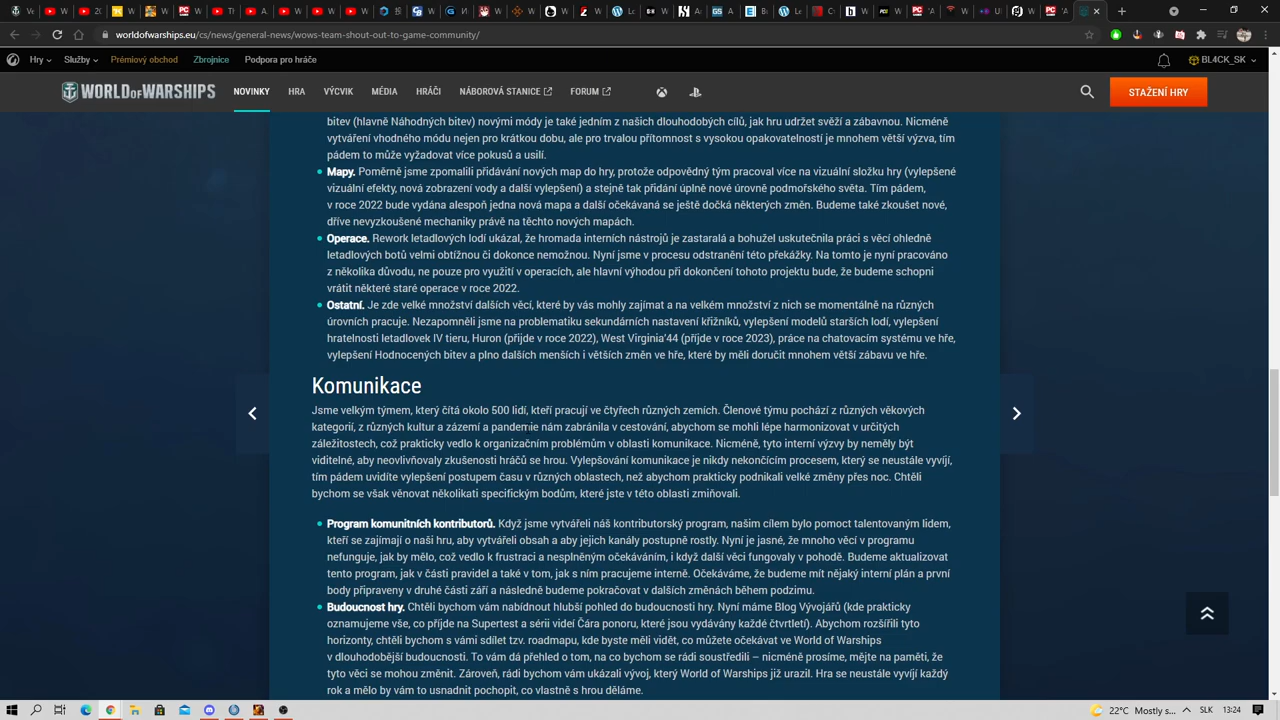 worldofwarships.eu/cs/news/general-news/wows-team-shout-out-to-game-community/
Hry Služby Prémiový obchod Zbrojnice Podpora pro hráče BL4CK_SK
WORLD OF WARSHIPS NOVINKY HRA VÝCVIK MÉDIA HRÁČI NÁBOROVÁ STANICE FORUM STAŽENÍ HRY
bitev (hlavně Náhodných bitev) novými módy je také jedním z našich dlouhodobých cílů, jak hru udržet svěží a zábavnou. Nicméně
vytváření vhodného módu nejen pro krátkou dobu, ale pro trvalou přítomnost s vysokou opakovatelností je mnohem větší výzva, tím
pádem to může vyžadovat více pokusů a usilí.
Mapy. Poměrně jsme zpomalili přidávání nových map do hry, protože odpovědný tým pracoval více na vizuální složku hry (vylepšené
vizuální efekty, nová zobrazení vody a další vylepšení) a stejně tak přidání úplně nové úrovně podmořského světa. Tím pádem,
v roce 2022 bude vydána alespoň jedna nová mapa a další očekávaná se ještě dočká některých změn. Budeme také zkoušet nové,
dříve nevyzkoušené mechaniky právě na těchto nových mapách.
Operace. Rework letadlových lodí ukázal, že hromada interních nástrojů je zastaralá a bohužel uskutečnila práci s věcí ohledně
letadlových botů velmi obtížnou či dokonce nemožnou. Nyní jsme v procesu odstranění této překážky. Na tomto je nyní pracováno
z několika důvodu, ne pouze pro využití v operacích, ale hlavní výhodou při dokončení tohoto projektu bude, že budeme schopni
vrátit některé staré operace v roce 2022.
Ostatní. Je zde velké množství dalších věcí, které by vás mohly zajímat a na velkém množství z nich se momentálně na různých
úrovních pracuje. Nezapomněli jsme na problematiku sekundárních nastavení křižníků, vylepšení modelů starších lodí, vylepšení
hratelnosti letadlovek IV tieru, Huron (přijde v roce 2022), West Virginia'44 (příjde v roce 2023), práce na chatovacím systému ve hře,
vylepšení Hodnocených bitev a plno dalších menších i větších změn ve hře, které by měli doručit mnohem větší zábavu ve hře.
Komunikace
Jsme velkým týmem, který čítá okolo 500 lidí, kteří pracují ve čtyřech různých zemích. Členové týmu pochází z různých věkových
kategorií, z různých kultur a zázemí a pandemie nám zabránila v cestování, abychom se mohli lépe harmonizovat v určitých
záležitostech, což prakticky vedlo k organizačním problémům v oblasti komunikace. Nicméně, tyto interní výzvy by neměly být
viditelné, aby neovlivňovaly zkušenosti hráčů se hrou. Vylepšování komunikace je nikdy nekončícím procesem, který se neustále vyvíjí,
tím pádem uvidíte vylepšení postupem času v různých oblastech, než abychom prakticky podnikali velké změny přes noc. Chtěli
bychom se však věnovat několikati specifickým bodům, které jste v této oblasti zmiňovali.
Program komunitních kontributorů. Když jsme vytvářeli náš kontributorský program, našim cílem bylo pomoct talentovaným lidem,
kteří se zajímají o naši hru, aby vytvářeli obsah a aby jejich kanály postupně rostly. Nyní je jasné, že mnoho věcí v programu
nefunguje, jak by mělo, což vedlo k frustraci a nesplněným očekáváním, i když další věci fungovaly v pohodě. Budeme aktualizovat
tento program, jak v části pravidel a také v tom, jak s ním pracujeme interně. Očekáváme, že budeme mít nějaký interní plán a první
body připraveny v druhé části září a následně budeme pokračovat v dalších změnách během podzimu.
Budoucnost hry. Chtěli bychom vám nabídnout hlubší pohled do budoucnosti hry. Nyní máme Blog Vývojářů (kde prakticky
oznamujeme vše, co přijde na Supertest a sérii videí Čára ponoru, které jsou vydávány každé čtvrtletí). Abychom rozšířili tyto
horizonty, chtěli bychom s vámi sdílet tzv. roadmapu, kde byste měli vidět, co můžete očekávat ve World of Warships
v dlouhodobější budoucnosti. To vám dá přehled o tom, na co bychom se rádi soustředili – nicméně prosíme, mějte na paměti, že
tyto věci se mohou změnit. Zároveň, rádi bychom vám ukázali vývoj, který World of Warships již urazil. Hra se neustále vyvíjí každý
rok a mělo by vám to usnadnit pochopit, co vlastně s hrou děláme.
22°C Mostly s... SLK 13:24